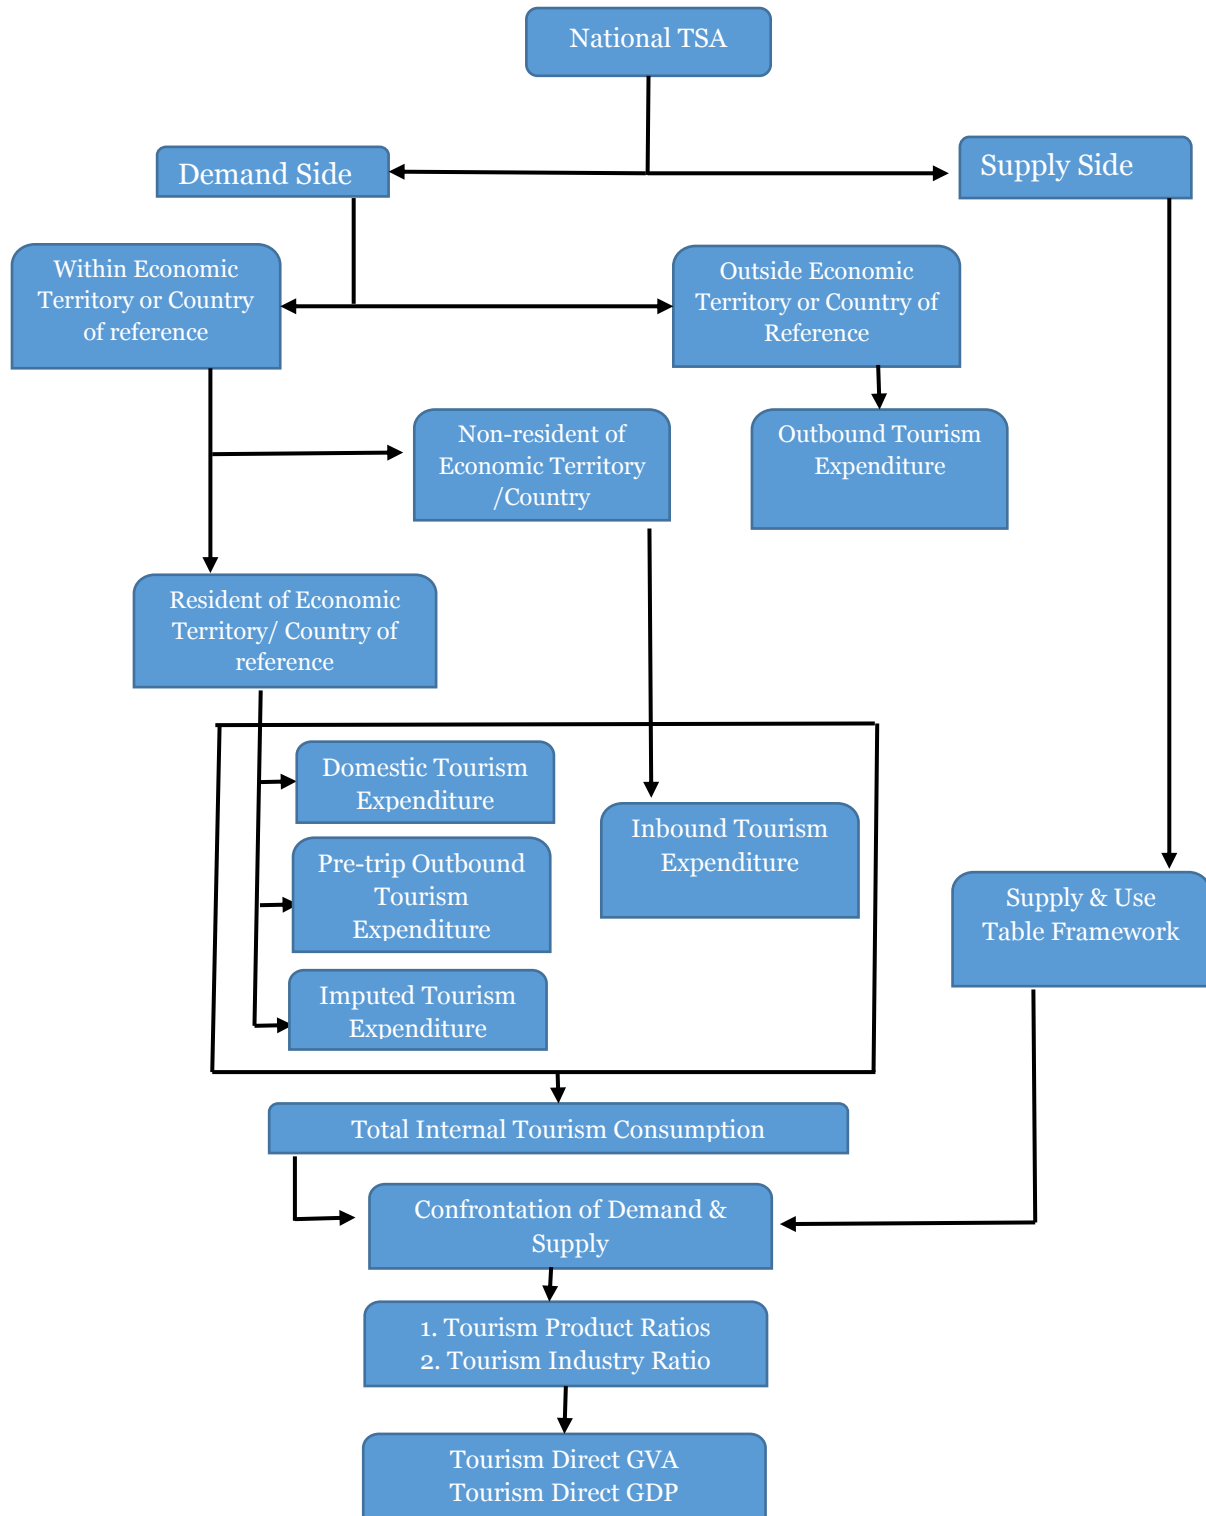 National TSA
Demand Side
Supply Side
Within Economic
Territory or Country
of reference
Outside Economic
Territory or Country of
Reference
Non-resident of
Economic Territory
/Country
Outbound Tourism
Expenditure
Resident of Economic
Territory/ Country of
reference
Domestic Tourism
Expenditure
Inbound Tourism
Expenditure
Pre-trip Outbound
Tourism
Expenditure
Supply & Use
Table Framework
Imputed Tourism
Expenditure
Total Internal Tourism Consumption
Confrontation of Demand &
Supply
1. Tourism Product Ratios
2. Tourism Industry Ratio
Tourism Direct GVA
Tourism Direct GDP